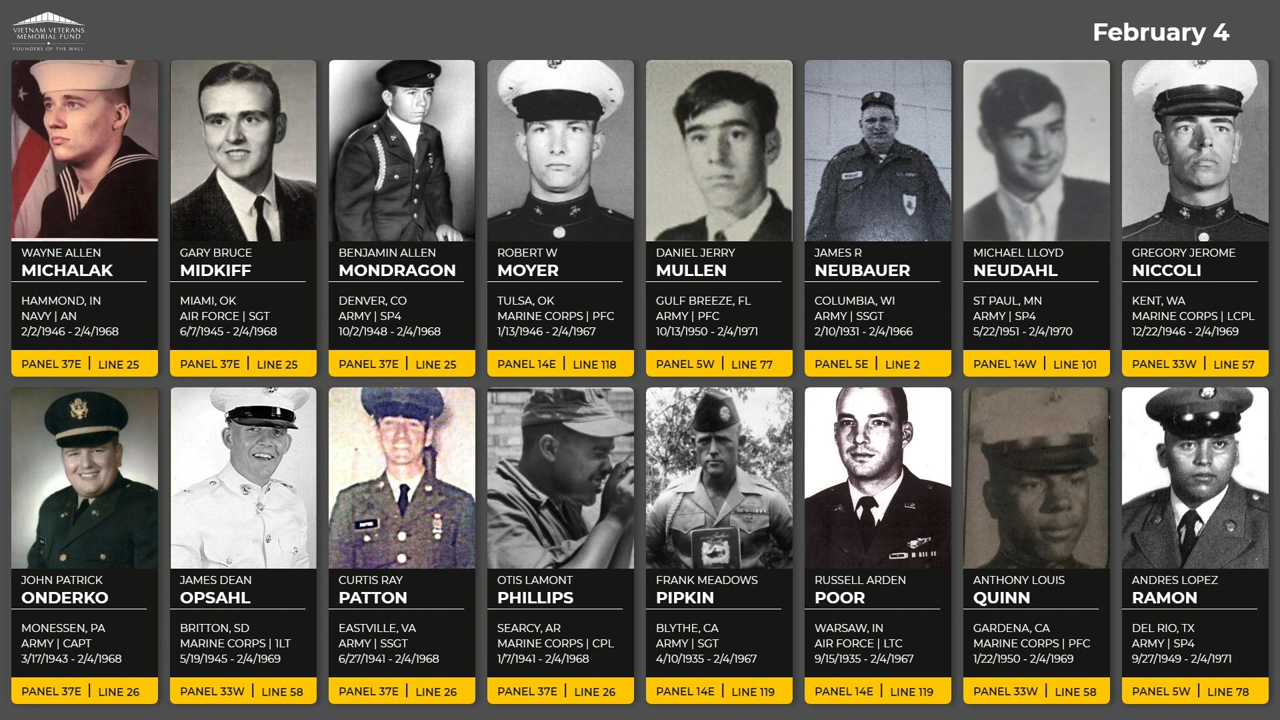 VIETNAM VETERANS
MEMORIAL FUND
FOUNDERS OF THE WALL
February 4
WAYNE ALLEN
MICHALAK
HAMMOND, IN
NAVY | AN
2/2/1946 - 2/4/1968
PANEL 37E | LINE 25
GARY BRUCE
MIDKIFF
MIAMI, OK
AIR FORCE | SGT
6/7/1945 - 2/4/1968
PANEL 37E | LINE 25
BENJAMIN ALLEN
MONDRAGON
DENVER, CO
ARMY | SP4
10/2/1948 - 2/4/1968
PANEL 37E | LINE 25
ROBERT W
MOYER
TULSA, OK
MARINE CORPS | PFC
1/13/1946 - 2/4/1967
PANEL 14E | LINE 118
DANIEL JERRY
MULLEN
GULF BREEZE, FL
ARMY | PFC
10/13/1950 - 2/4/1971
PANEL 5W | LINE 77
JAMES R
NEUBAUER
COLUMBIA, WI
ARMY | SSGT
2/10/1931 - 2/4/1966
PANEL 5E | LINE 2
MICHAEL LLOYD
NEUDAHL
ST PAUL, MN
ARMY | SP4
5/22/1951 - 2/4/1970
PANEL 14W | LINE 101
GREGORY JEROME
NICCOLI
KENT, WA
MARINE CORPS | LCPL
12/22/1946 - 2/4/1969
PANEL 33W | LINE 57
JOHN PATRICK
ONDERKO
MONESSEN, PA
ARMY | CAPT
3/17/1943 - 2/4/1968
PANEL 37E | LINE 26
JAMES DEAN
OPSAHL
BRITTON, SD
MARINE CORPS | 1LT
5/19/1945 - 2/4/1969
PANEL 33W | LINE 58
CURTIS RAY
PATTON
EASTVILLE, VA
ARMY | SSGT
6/27/1941 - 2/4/1968
PANEL 37E | LINE 26
OTIS LAMONT
PHILLIPS
SEARCY, AR
MARINE CORPS | CPL
1/7/1941 - 2/4/1968
PANEL 37E | LINE 26
FRANK MEADOWS
PIPKIN
BLYTHE, CA
ARMY | SGT
4/10/1935 - 2/4/1967
PANEL 14E | LINE 119
RUSSELL ARDEN
POOR
WARSAW, IN
AIR FORCE | LTC
9/15/1935 - 2/4/1967
PANEL 14E | LINE 119
ANTHONY LOUIS
QUINN
GARDENA, CA
MARINE CORPS | PFC
1/22/1950 - 2/4/1969
PANEL 33W | LINE 58
ANDRES LOPEZ
RAMON
DEL RIO, TX
ARMY | SP4
9/27/1949 - 2/4/1971
PANEL 5W | LINE 78